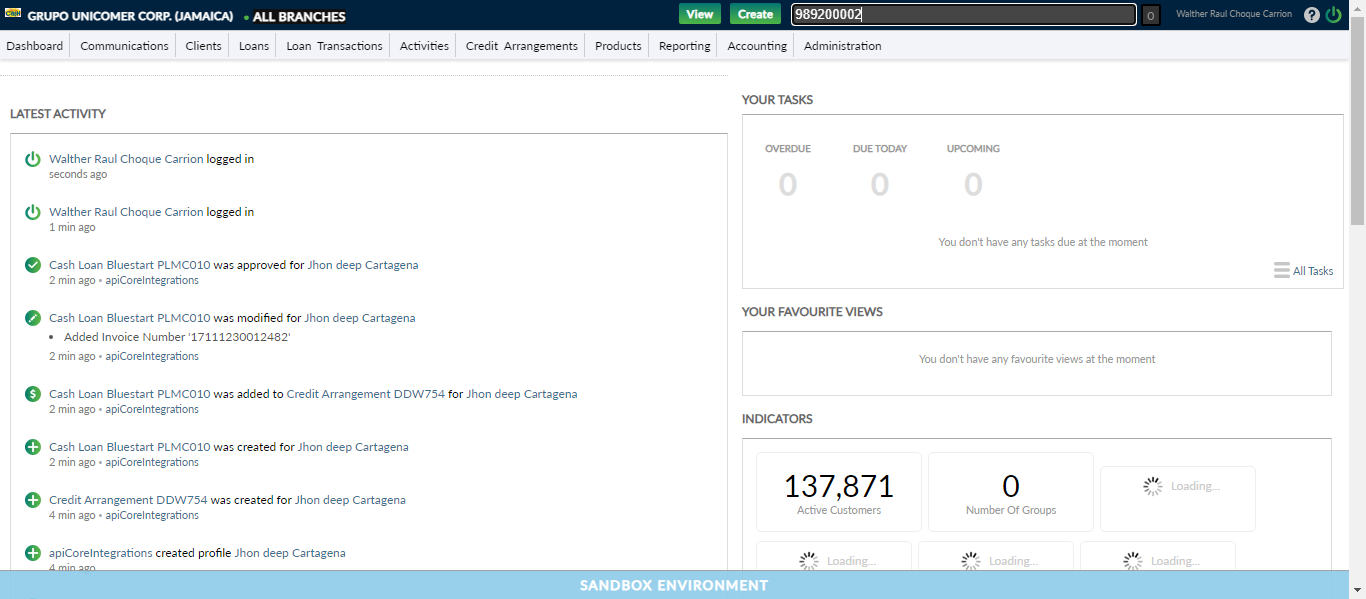 GRUPO UNICOMER CORP. (JAMAICA) • ALL BRANCHES View Create 989200002 0 Walther Raul Choque Carrion ?
Dashboard Communications Clients Loans Loan Transactions Activities Credit Arrangements Products Reporting Accounting Administration
LATEST ACTIVITY
Walther Raul Choque Carrion logged in
seconds ago
Walther Raul Choque Carrion logged in
1 min ago
Cash Loan Bluestart PLMC010 was approved for Jhon deep Cartagena
2 min ago • apiCoreIntegrations
Cash Loan Bluestart PLMC010 was modified for Jhon deep Cartagena
• Added Invoice Number '17111230012482'
2 min ago • apiCoreIntegrations
Cash Loan Bluestart PLMC010 was added to Credit Arrangement DDW754 for Jhon deep Cartagena
2 min ago • apiCoreIntegrations
Cash Loan Bluestart PLMC010 was created for Jhon deep Cartagena
2 min ago • apiCoreIntegrations
Credit Arrangement DDW754 was created for Jhon deep Cartagena
4 min ago • apiCoreIntegrations
apiCoreIntegrations created profile Jhon deep Cartagena
4 min ago
YOUR TASKS
OVERDUE DUE TODAY UPCOMING
0 0 0
You don't have any tasks due at the moment
All Tasks
YOUR FAVOURITE VIEWS
You don't have any favourite views at the moment
INDICATORS
137,871 0 Loading...
Active Customers Number Of Groups
Loading... Loading... Loading...
SANDBOX ENVIRONMENT